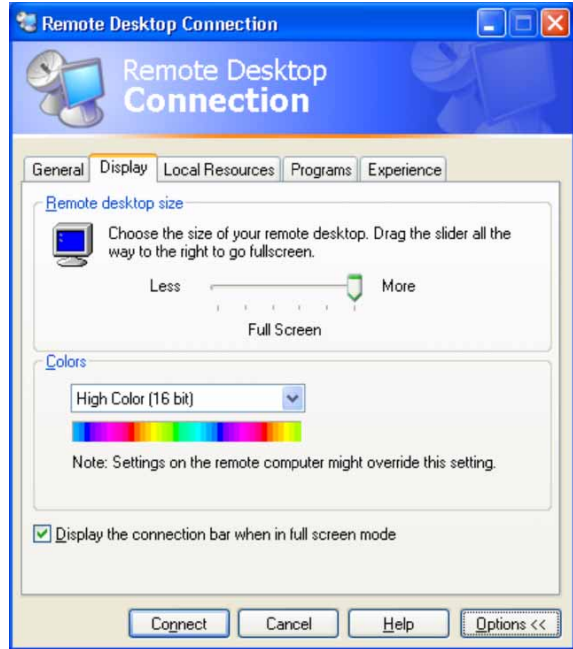 Remote Desktop Connection
Remote Desktop
Connection
General Display Local Resources Programs Experience
Remote desktop size
Choose the size of your remote desktop. Drag the slider all the
way to the right to go fullscreen.
Less More
Full Screen
Colors
High Color (16 bit)
Note: Settings on the remote computer might override this setting.
Display the connection bar when in full screen mode
Connect Cancel Help Options <<